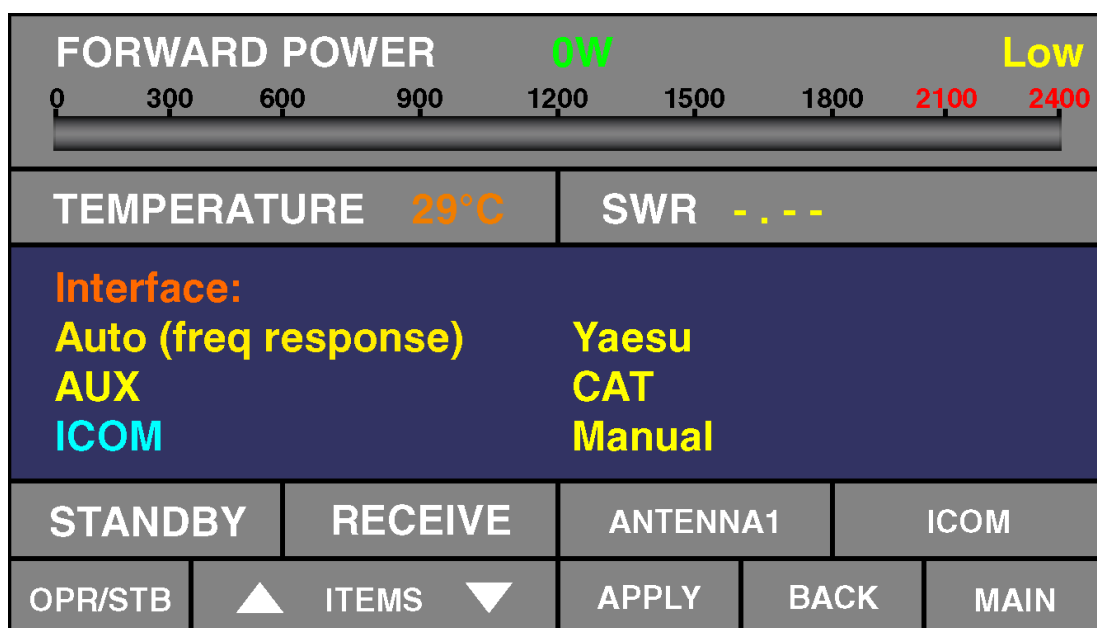 FORWARD POWER 0W Low
0 300 600 900 1200 1500 1800 2100 2400
TEMPERATURE 29°C SWR -.--
Interface:
Auto (freq response) Yaesu
AUX CAT
ICOM Manual
STANDBY RECEIVE ANTENNA1 ICOM
OPR/STB ▲ ITEMS ▼ APPLY BACK MAIN